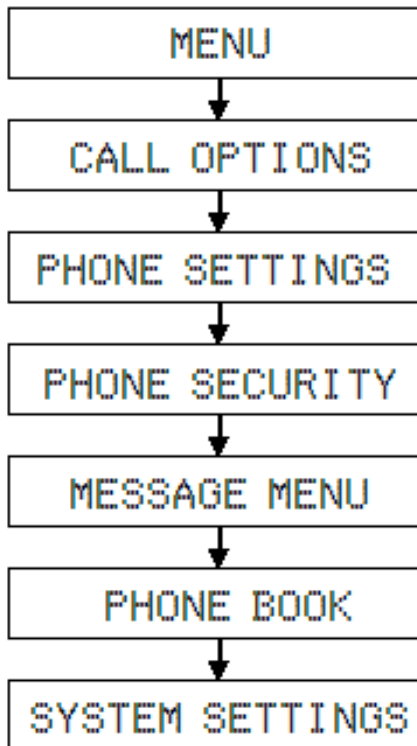 MENU
CALL OPTIONS
PHONE SETTINGS
PHONE SECURITY
MESSAGE MENU
PHONE BOOK
SYSTEM SETTINGS